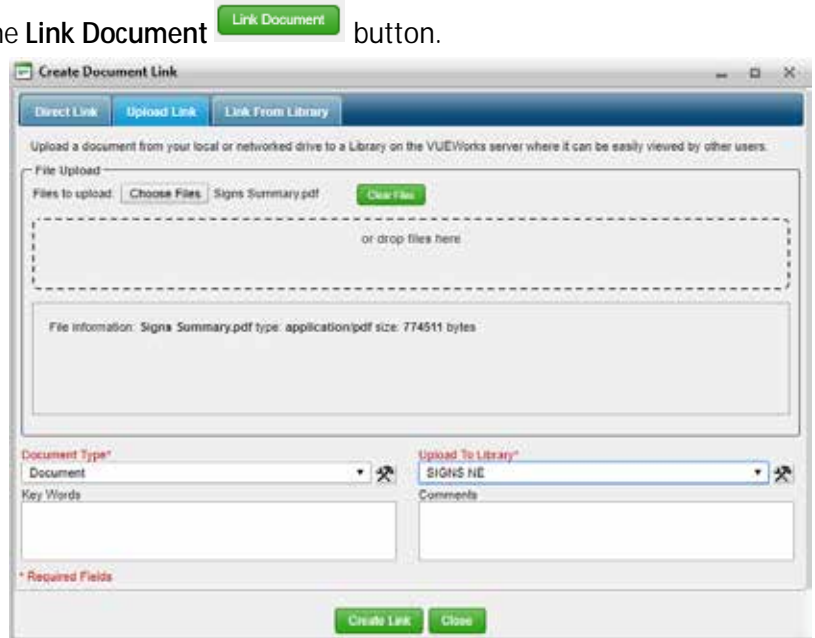 he Link Document Link Document button.
Create Document Link
Direct Link Upload Link Link From Library
Upload a document from your local or networked drive to a Library on the VUEWorks server where it can be easily viewed by other users.
File Upload
Files to upload: Choose Files Signs Summary.pdf Clear Files
or drop files here
File information: Signs Summary.pdf type: application/pdf size: 774511 bytes
Document Type* Upload To Library*
Document SIGNS NE
Key Words Comments
* Required Fields
Create Link Close